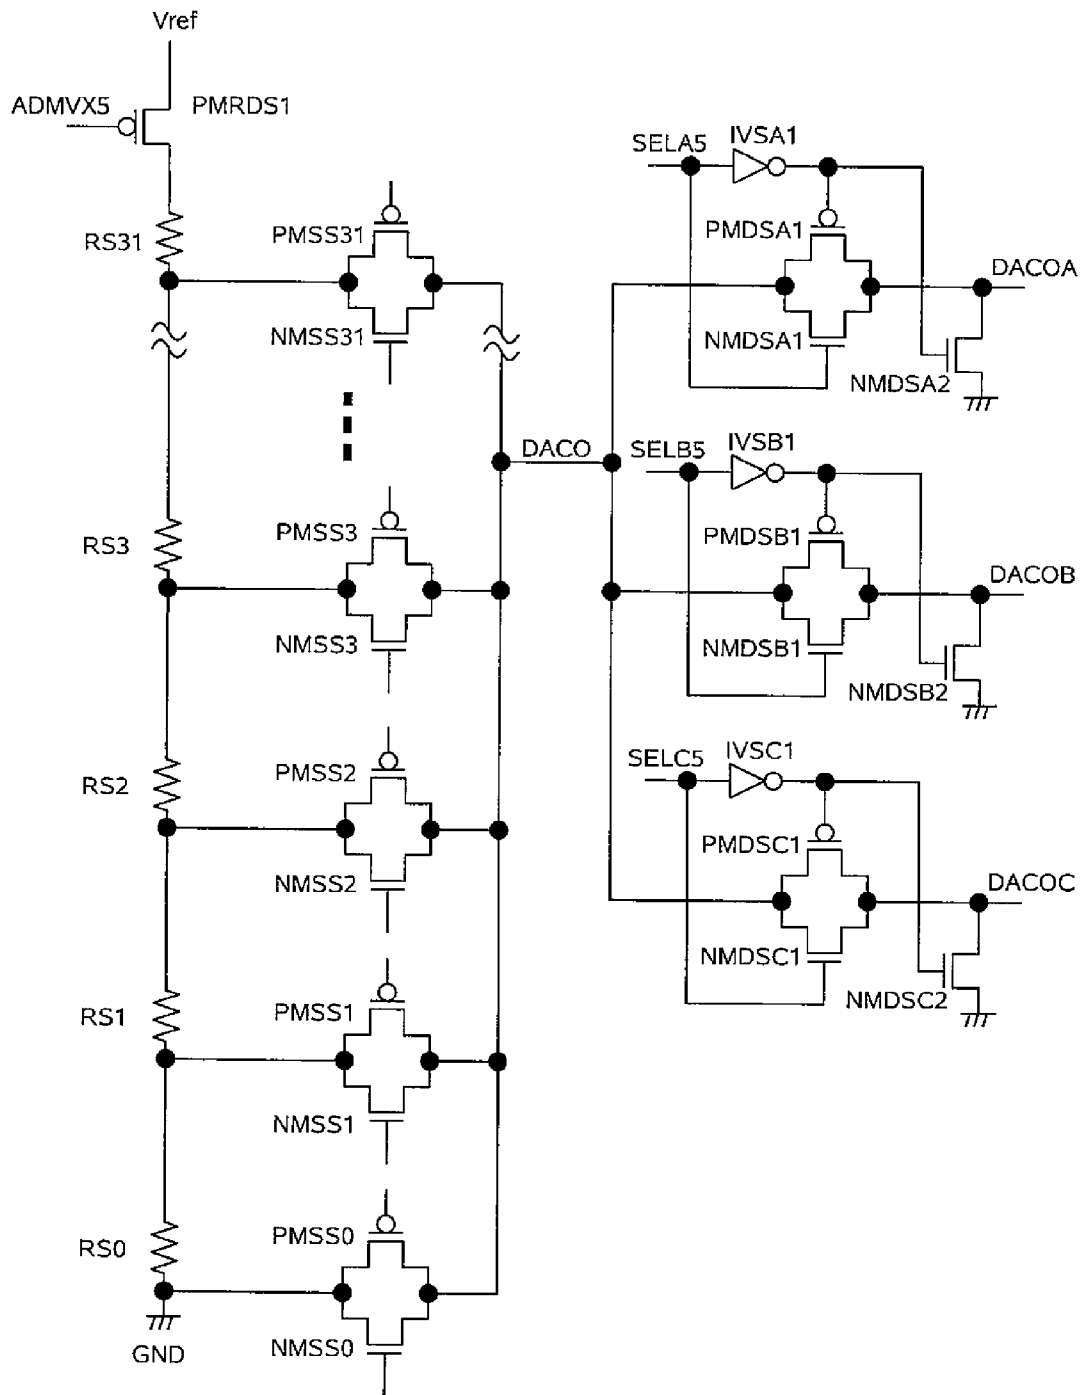 Vref
ADMVX5
PMRDS1
RS31
PMSS31
NMSS31
RS3
PMSS3
NMSS3
RS2
PMSS2
NMSS2
RS1
PMSS1
NMSS1
RS0
PMSS0
NMSS0
GND
DACO
SELA5
IVSA1
PMDSA1
NMDSA1
NMDSA2
DACOA
SELB5
IVSB1
PMDSB1
NMDSB1
NMDSB2
DACOB
SELC5
IVSC1
PMDSC1
NMDSC1
NMDSC2
DACOC